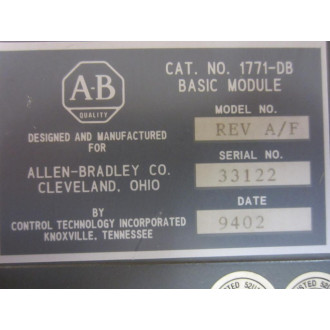 A-B
QUALITY
DESIGNED AND MANUFACTURED
FOR
ALLEN-BRADLEY CO.
CLEVELAND, OHIO
BY
CONTROL TECHNOLOGY INCORPORATED
KNOXVILLE, TENNESSEE
CAT. NO. 1771-DB
BASIC MODULE
MODEL NO.
REV A/F
SERIAL NO.
33122
DATE
9402